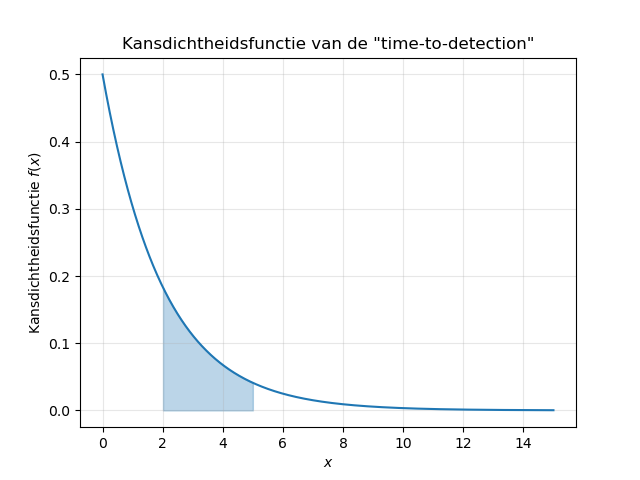 Kansdichtheidsfunctie van de "time-to-detection"
Kansdichtheidsfunctie f(x)
0.5
0.4
0.3
0.2
0.1
0.0
0 2 4 6 8 10 12 14
x